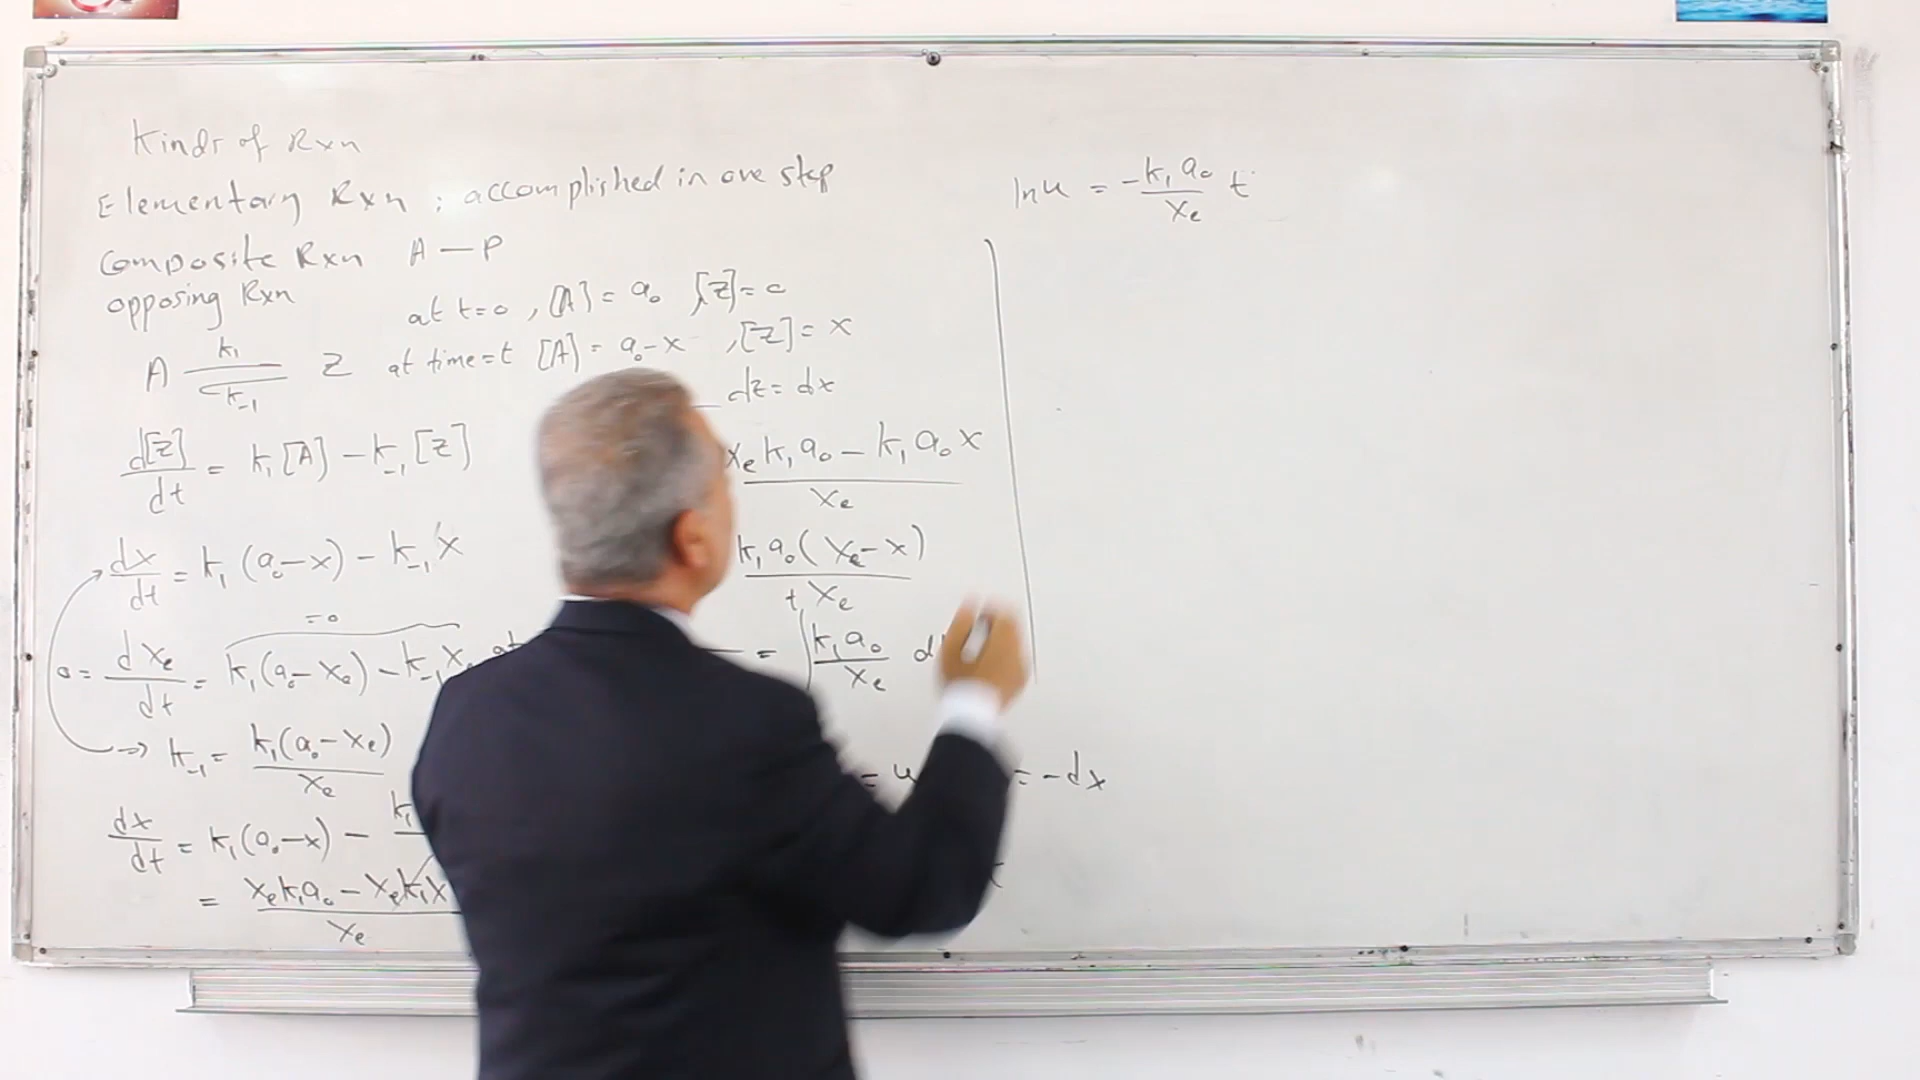 Kinds of Rxn
Elementary Rxn : accomplished in one step
Composite Rxn A — P
opposing Rxn
at t=0 , [A] = a₀ , [Z] = 0
A k₁ k₋₁ Z at time = t [A] = a₀-x , [Z] = x
dz = dx
d[Z]/dt = k₁[A] - k₋₁[Z]
dx/dt = k₁(a₀-x) - k₋₁x
= 0
0 = dxₑ/dt = k₁(a₀-xₑ) - k₋₁xₑ
→ k₋₁ = k₁(a₀-xₑ)/xₑ
dx/dt = k₁(a₀-x) -
= xₑk₁a₀ - xₑk₁x / xₑ
xₑk₁a₀ - k₁a₀x / xₑ
k₁a₀(xₑ-x) / xₑ
= ∫ k₁a₀/xₑ
= u
= -dx
ln u = -k₁a₀/xₑ t